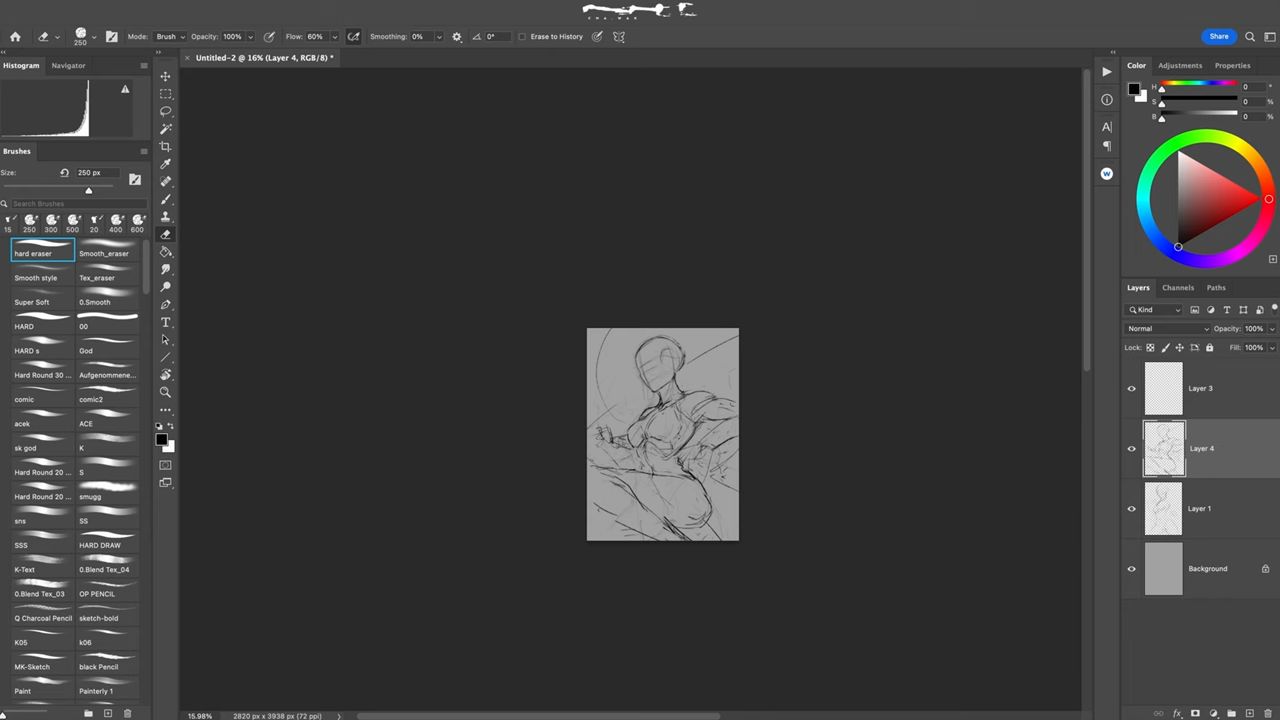 CHA.WAN
250
Mode: Brush
Opacity: 100%
Flow: 60%
Smoothing: 0%
0°
Erase to History
Share
× Untitled-2 @ 16% (Layer 4, RGB/8) *
Histogram Navigator
Brushes
Size: 250 px
Search Brushes
15 250 300 500 20 400 600
hard eraser Smooth_eraser
Smooth style Tex_eraser
Super Soft 0.Smooth
HARD 00
HARD s God
Hard Round 30 ... Aufgenommene...
comic comic2
acek ACE
sk god K
Hard Round 20 ... S
Hard Round 20 ... smugg
sns SS
SSS HARD DRAW
K-Text 0.Blend Tex_04
0.Blend Tex_03 OP PENCIL
Q Charcoal Pencil sketch-bold
K05 k06
MK-Sketch black Pencil
Paint Painterly 1
15.98% 2820 px x 3938 px (72 ppi)
Color Adjustments Properties
H 0 °
S 0 %
B 0 %
Layers Channels Paths
Kind
Normal Opacity: 100%
Lock: Fill: 100%
Layer 3
Layer 4
Layer 1
Background
fx